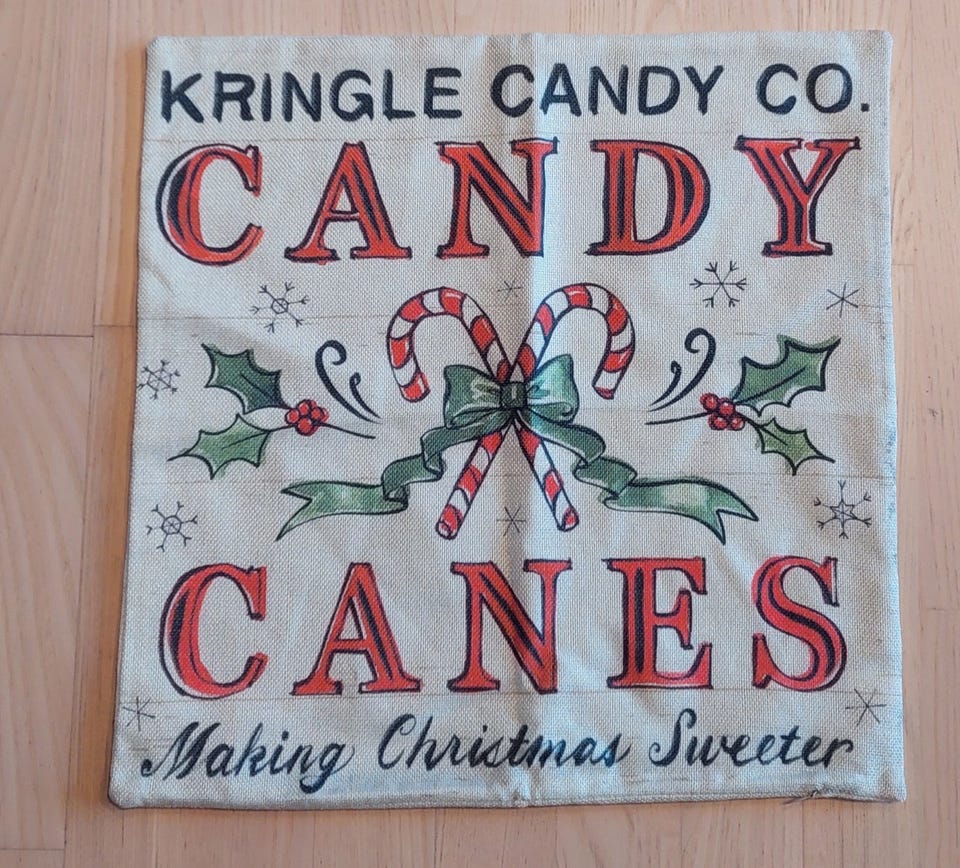 KRINGLE CANDY CO.
CANDY
CANES
Making Christmas Sweeter